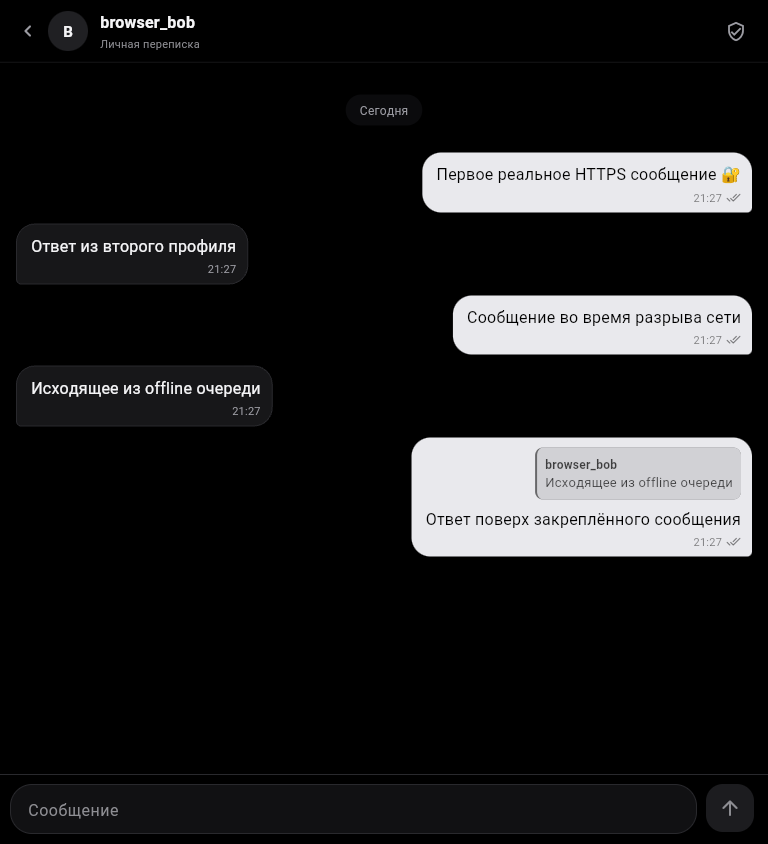 B
browser_bob
Личная переписка
Сегодня
Первое реальное HTTPS сообщение 🔐
21:27
Ответ из второго профиля
21:27
Сообщение во время разрыва сети
21:27
Исходящее из offline очереди
21:27
browser_bob
Исходящее из offline очереди
Ответ поверх закреплённого сообщения
21:27
Сообщение